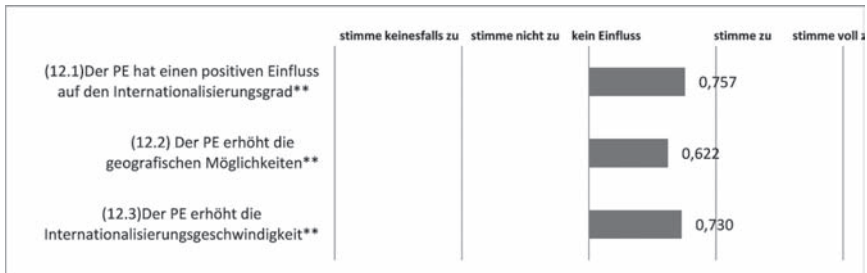 stimme keinesfalls zu stimme nicht zu kein Einfluss stimme zu stimme voll z
(12.1)Der PE hat einen positiven Einfluss
auf den Internationalisierungsgrad**
0,757
(12.2) Der PE erhöht die
geografischen Möglichkeiten**
0,622
(12.3)Der PE erhöht die
Internationalisierungsgeschwindigkeit**
0,730